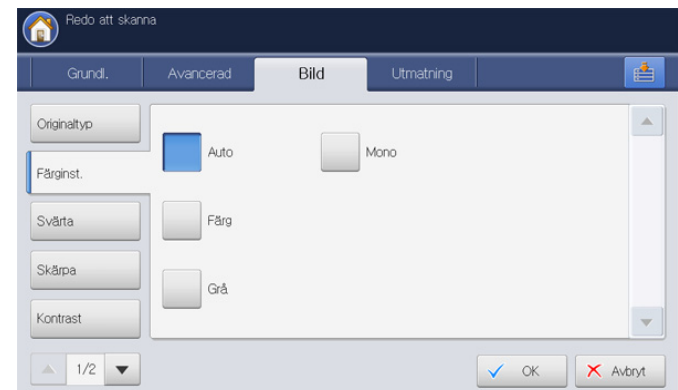 Redo att skanna
Grundl. Avancerad Bild Utmatning
Originaltyp
Auto Mono
Färginst.
Svärta
Färg
Skärpa
Grå
Kontrast
1/2
OK Avbryt